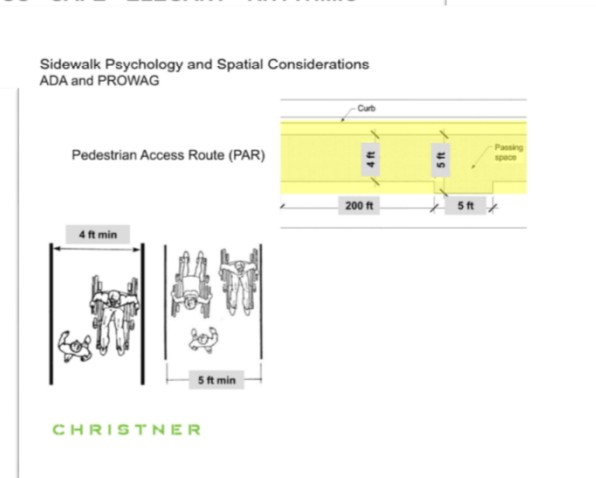 Sidewalk Psychology and Spatial Considerations
ADA and PROWAG
Curb
Pedestrian Access Route (PAR)
4 ft
5 ft
Passing
space
200 ft
5 ft
4 ft min
5 ft min
CHRISTNER